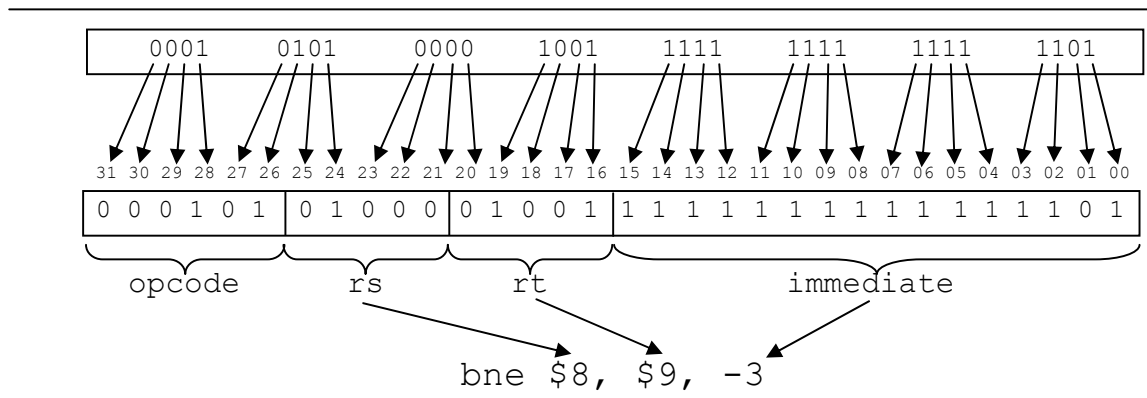 0001 0101 0000 1001 1111 1111 1111 1101
31 30 29 28 27 26 25 24 23 22 21 20 19 18 17 16 15 14 13 12 11 10 09 08 07 06 05 04 03 02 01 00
0 0 0 1 0 1 0 1 0 0 0 0 1 0 0 1 1 1 1 1 1 1 1 1 1 1 1 1 1 1 0 1
opcode rs rt immediate
bne $8, $9, -3